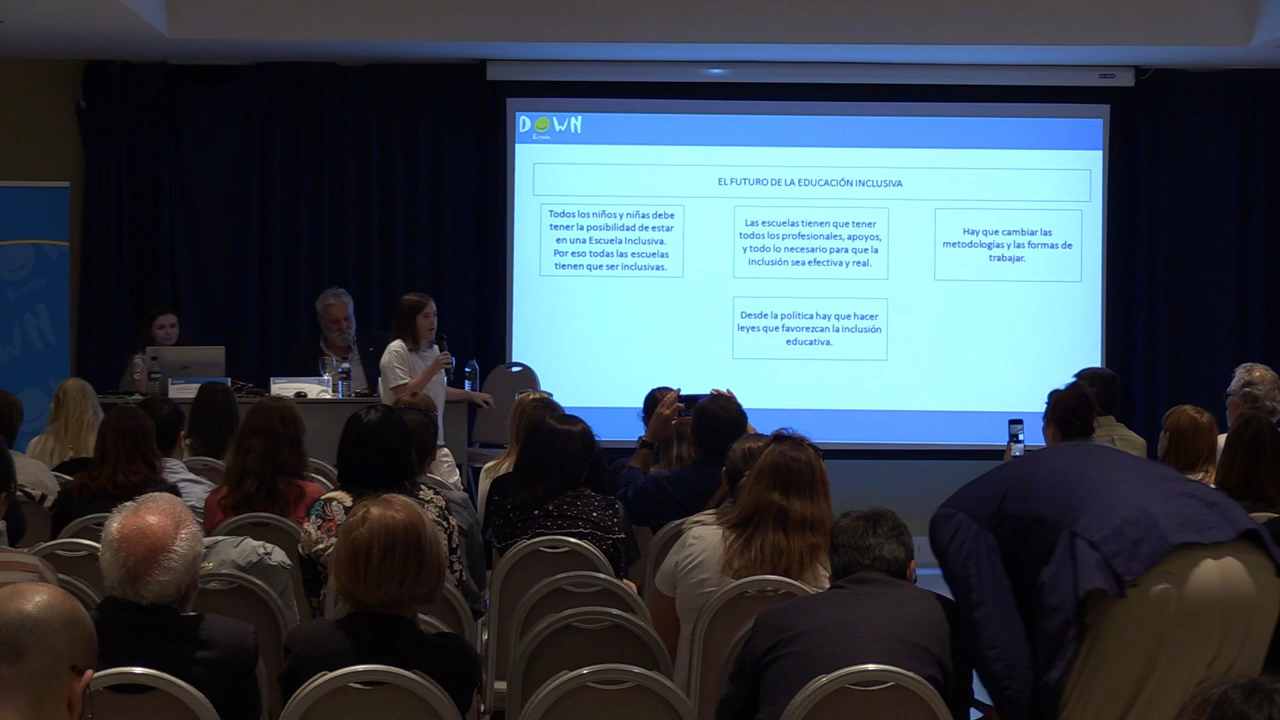 DOWN
España
EL FUTURO DE LA EDUCACIÓN INCLUSIVA
Todos los niños y niñas debe
tener la posibilidad de estar
en una Escuela Inclusiva.
Por eso todas las escuelas
tienen que ser inclusivas.
Las escuelas tienen que tener
todos los profesionales, apoyos,
y todo lo necesario para que la
inclusión sea efectiva y real.
Hay que cambiar las
metodologías y las formas de
trabajar.
Desde la política hay que hacer
leyes que favorezcan la inclusión
educativa.